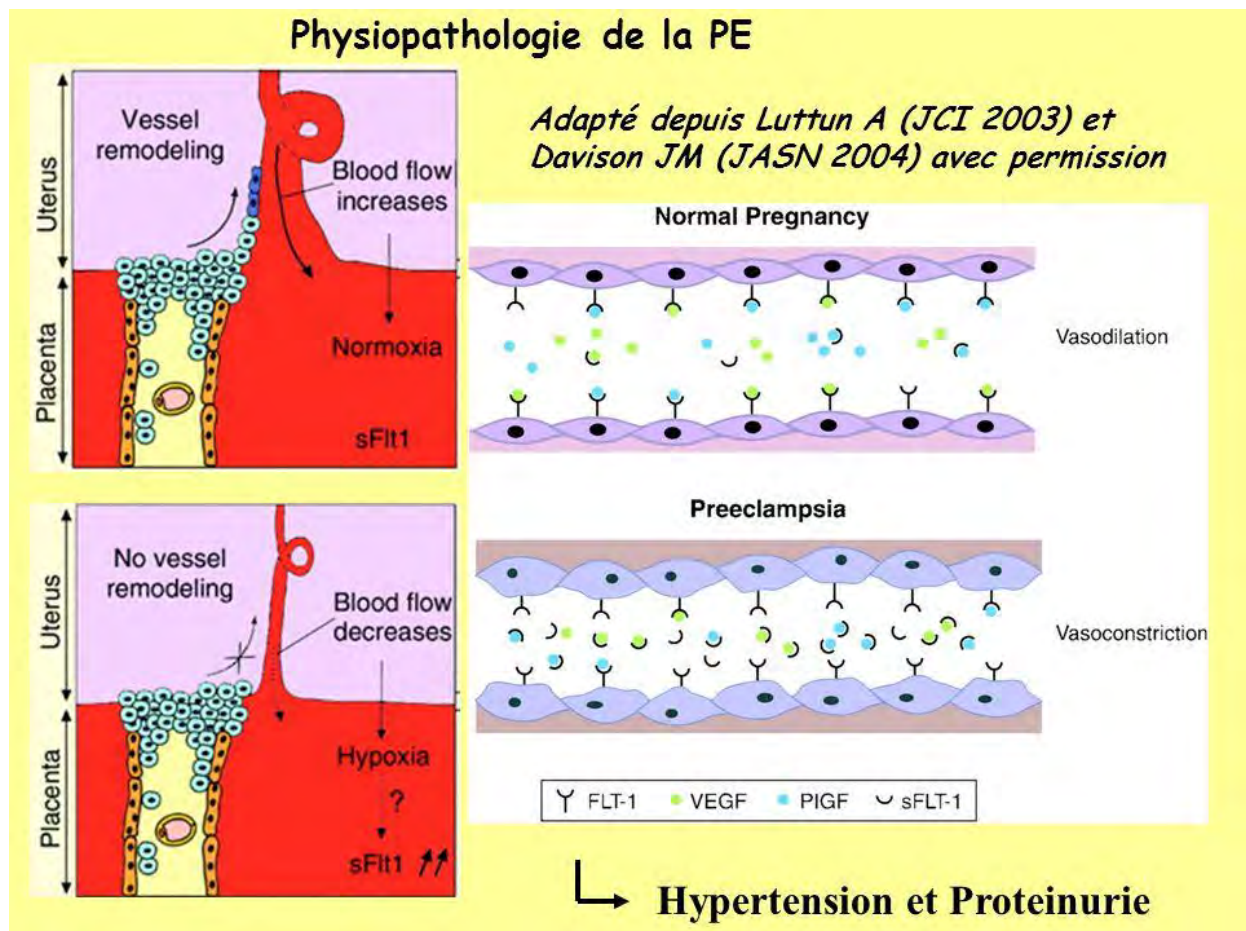 Physiopathologie de la PE
Adapté depuis Luttun A (JCI 2003) et
Davison JM (JASN 2004) avec permission
Uterus
Placenta
Vessel
remodeling
Blood flow
increases
Normoxia
sFlt1
Uterus
Placenta
No vessel
remodeling
Blood flow
decreases
Hypoxia
?
sFlt1
Normal Pregnancy
Vasodilation
Preeclampsia
Vasoconstriction
FLT-1 VEGF PlGF sFLT-1
Hypertension et Proteinurie